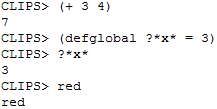 CLIPS> (+ 3 4)
7
CLIPS> (defglobal ?*x* = 3)
CLIPS> ?*x*
3
CLIPS> red
red